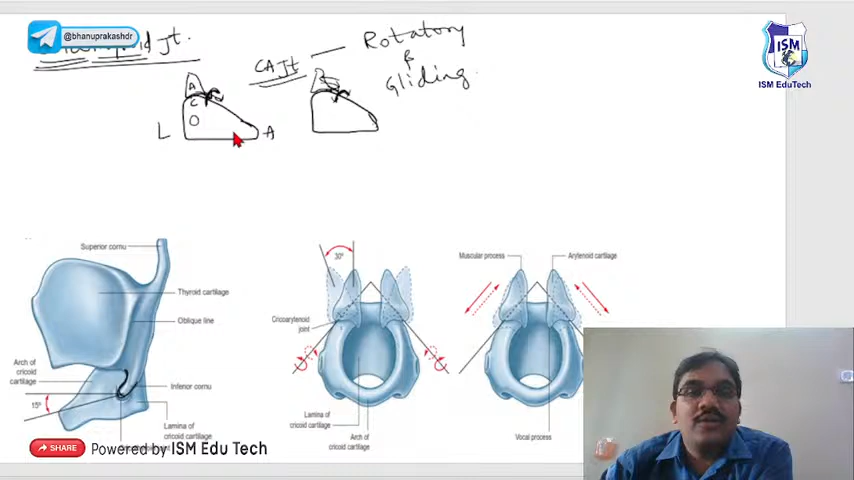 @bhanuprakashdr
d jt.
CA Jt — Rotatory
&
Gliding
A
C
O
L
A
ISM
ISM EduTech
Superior cornu
Thyroid cartilage
Oblique line
Arch of
cricoid
cartilage
Inferior cornu
15°
Lamina of
cricoid cartilage
30°
Cricoarytenoid
joint
Lamina of
cricoid cartilage
Arch of
cricoid cartilage
Muscular process
Arytenoid cartilage
Vocal process
SHARE
Powered by ISM Edu Tech